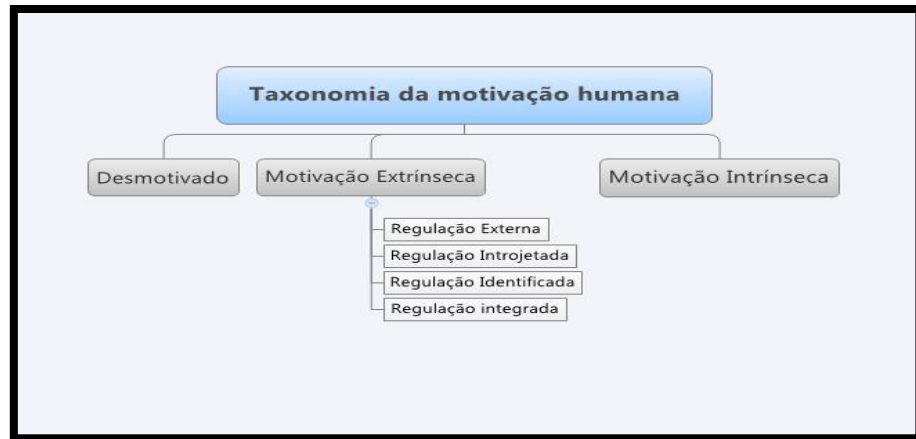 Taxonomia da motivação humana
Desmotivado
Motivação Extrínseca
Motivação Intrínseca
Regulação Externa
Regulação Introjetada
Regulação Identificada
Regulação integrada